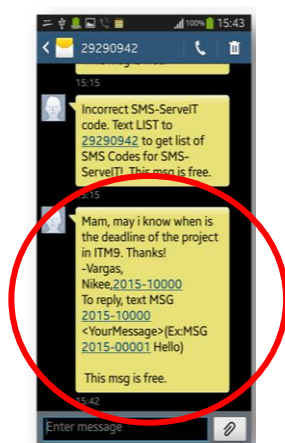 100% 15:43
29290942
This msg is free.
15:15
Incorrect SMS-ServeIT
code. Text LIST to
29290942 to get list of
SMS Codes for SMS-
ServeIT! This msg is free.
15:15
Mam, may i know when is
the deadline of the project
in ITM9. Thanks!
-Vargas,
Nikee,2015-10000
To reply, text MSG
2015-10000
<YourMessage>(Ex:MSG
2015-00001 Hello)
This msg is free.
15:42
Enter message